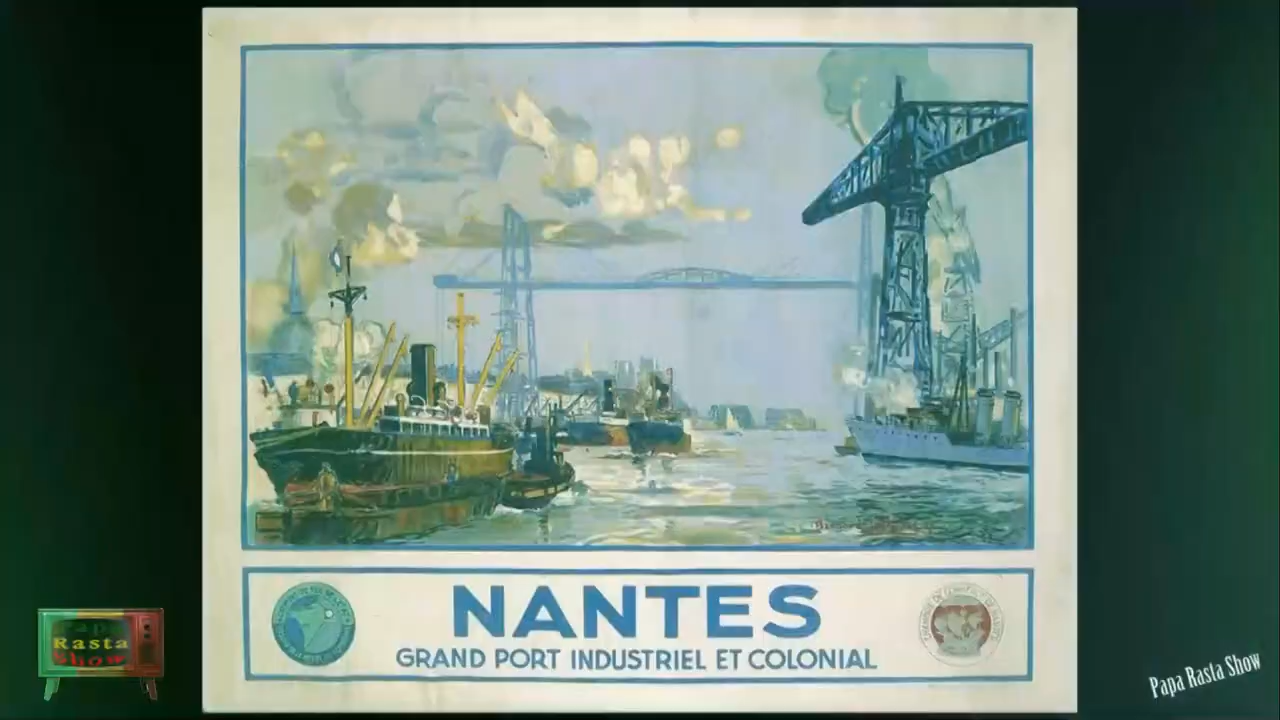 NANTES
GRAND PORT INDUSTRIEL ET COLONIAL
Rasta
Show
Papa Rasta Show